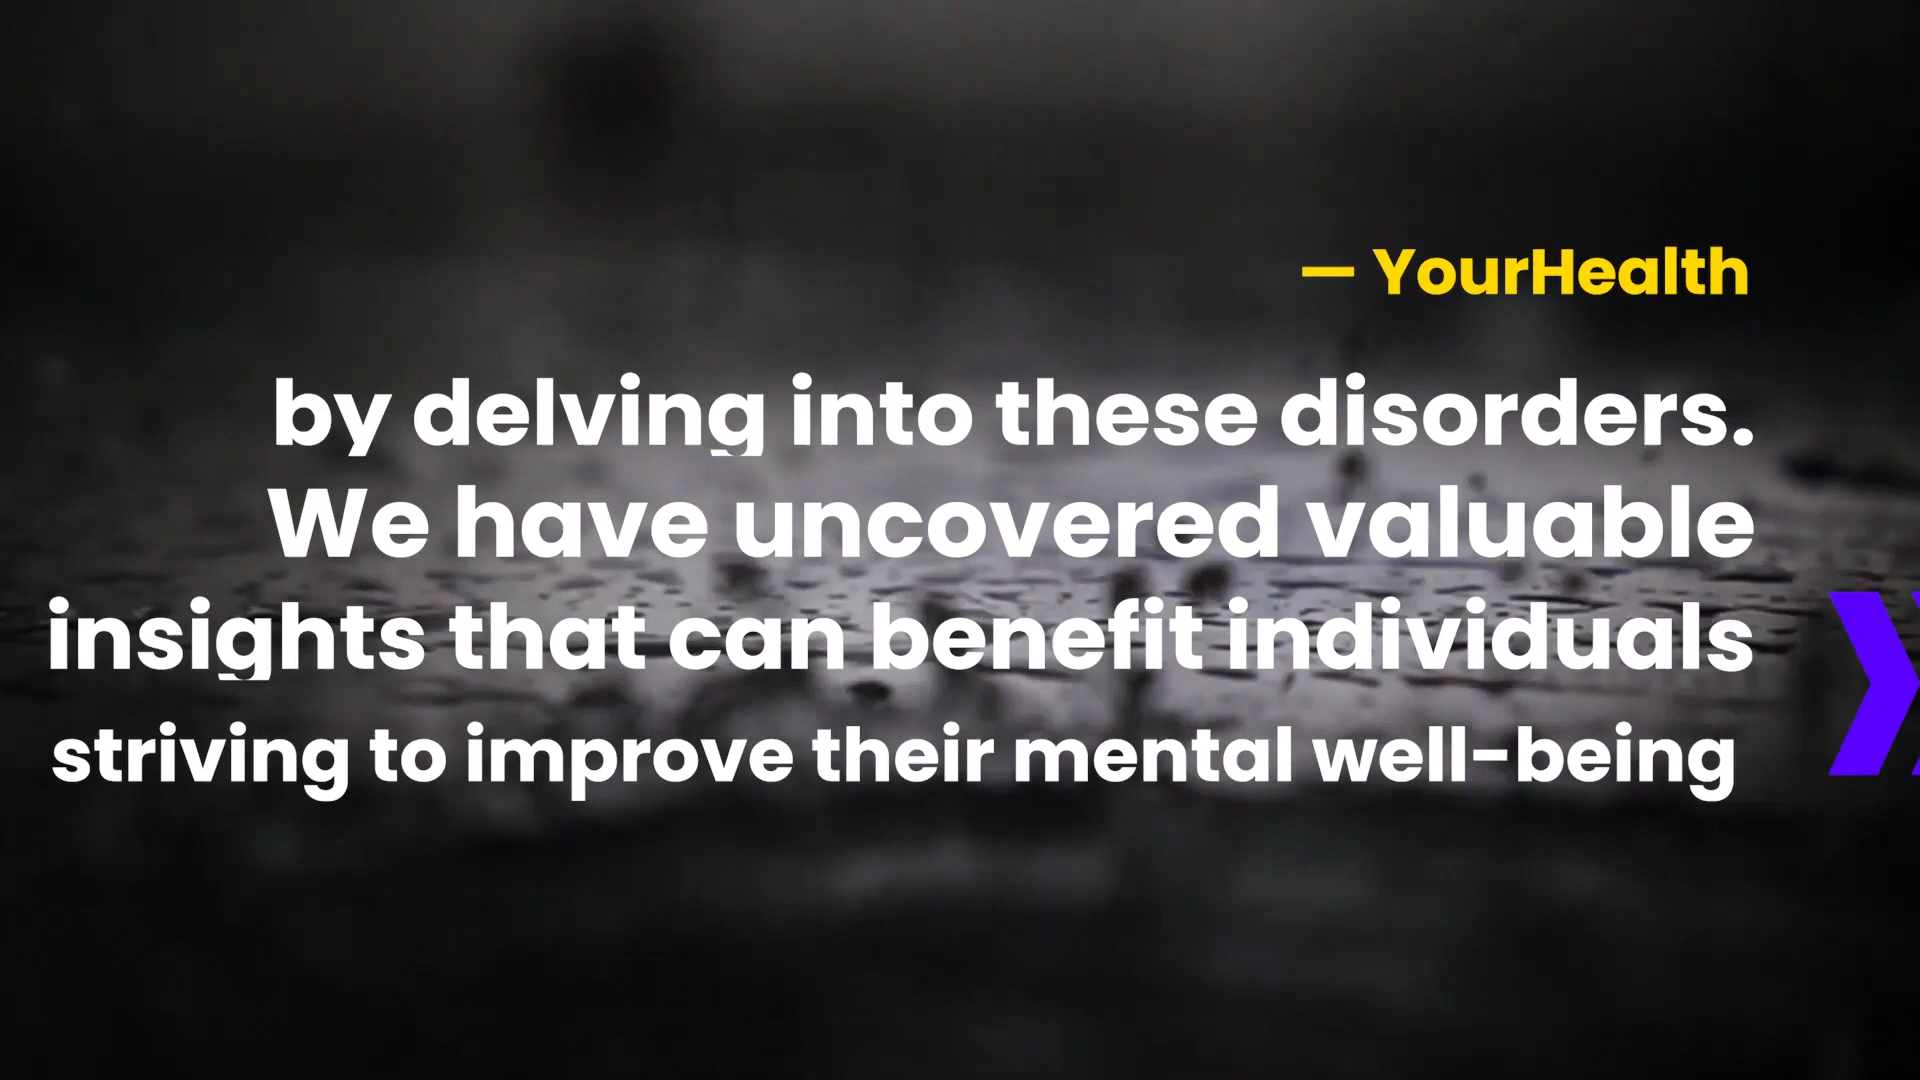 — YourHealth
by delving into these disorders.
We have uncovered valuable
insights that can benefit individuals
striving to improve their mental well-being